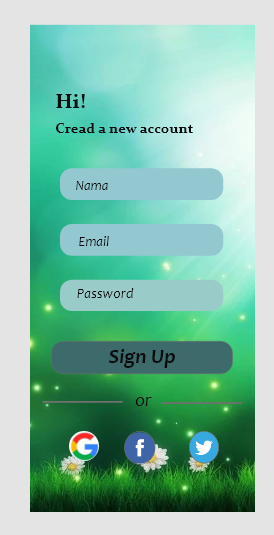 Hi!
Cread a new account
Nama
Email
Password
Sign Up
or